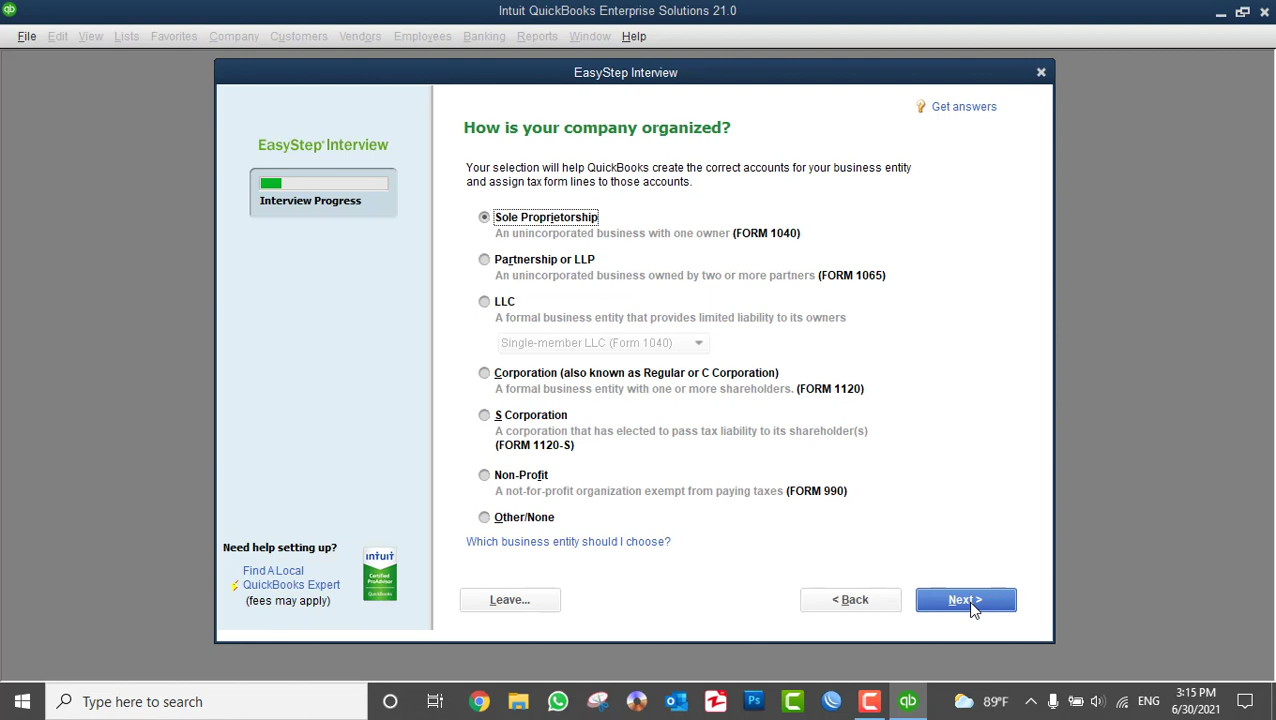 Intuit QuickBooks Enterprise Solutions 21.0
File Edit View Lists Favorites Company Customers Vendors Employees Banking Reports Window Help
EasyStep Interview
Get answers
EasyStep Interview
Interview Progress
How is your company organized?
Your selection will help QuickBooks create the correct accounts for your business entity
and assign tax form lines to those accounts.
Sole Proprietorship
An unincorporated business with one owner (FORM 1040)
Partnership or LLP
An unincorporated business owned by two or more partners (FORM 1065)
LLC
A formal business entity that provides limited liability to its owners
Single-member LLC (Form 1040)
Corporation (also known as Regular or C Corporation)
A formal business entity with one or more shareholders. (FORM 1120)
S Corporation
A corporation that has elected to pass tax liability to its shareholder(s)
(FORM 1120-S)
Non-Profit
A not-for-profit organization exempt from paying taxes (FORM 990)
Other/None
Which business entity should I choose?
Need help setting up?
Find A Local
QuickBooks Expert
(fees may apply)
intuit
Certified
ProAdvisor
QuickBooks
Leave...
< Back
Next >
Type here to search
89°F
ENG
3:15 PM
6/30/2021